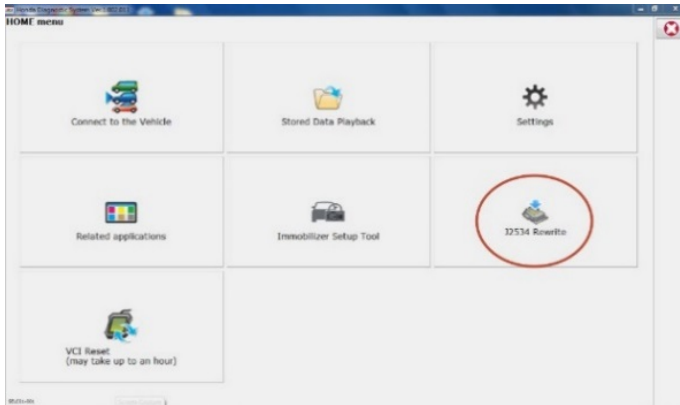 HOME menu
Connect to the Vehicle
Stored Data Playback
Settings
Related applications
Immobilizer Setup Tool
J2534 Rewrite
VCI Reset
(may take up to an hour)